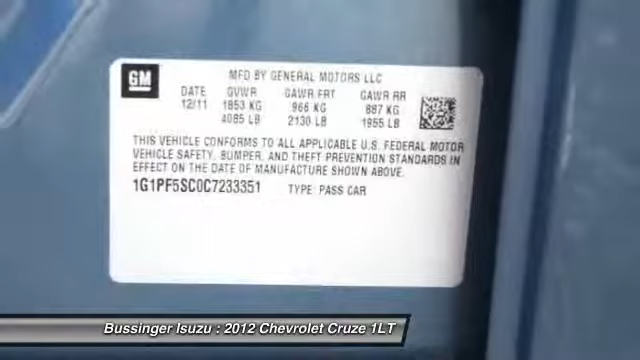 GM
MFD BY GENERAL MOTORS LLC
DATE GVWR GAWR FRT GAWR RR
12/11 1853 KG 966 KG 887 KG
4085 LB 2130 LB 1955 LB
THIS VEHICLE CONFORMS TO ALL APPLICABLE U.S. FEDERAL MOTOR
VEHICLE SAFETY, BUMPER, AND THEFT PREVENTION STANDARDS IN
EFFECT ON THE DATE OF MANUFACTURE SHOWN ABOVE.
1G1PF5SC0C7233351 TYPE: PASS CAR
Bussinger Isuzu : 2012 Chevrolet Cruze 1LT